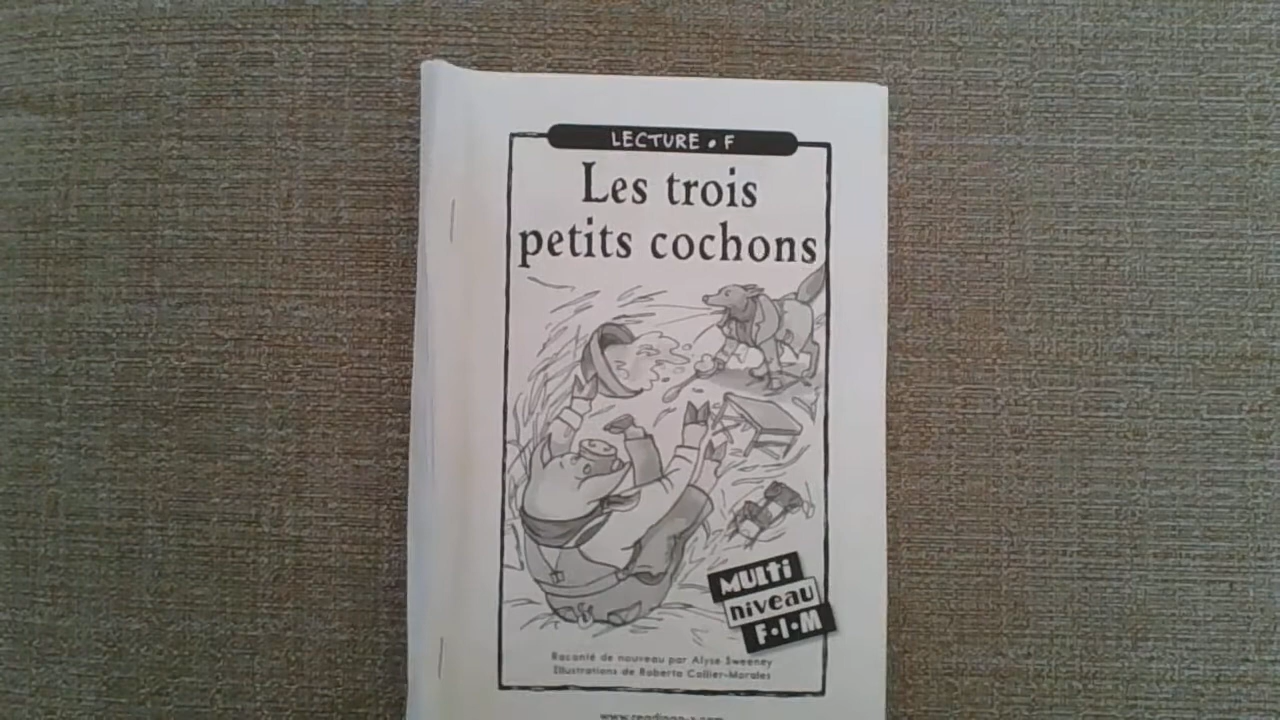 LECTURE • F
Les trois
petits cochons
MULTi
niveau
F•I•M
Raconté de nouveau par Alyse Sweeney
Illustrations de Roberta Collier-Morales